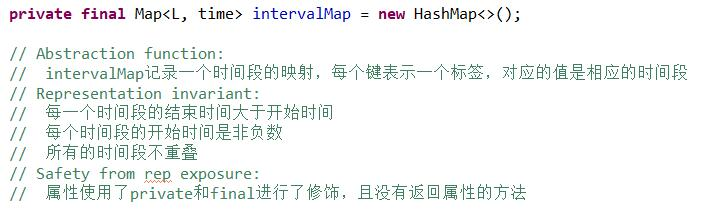 private final Map<L, time> intervalMap = new HashMap<>();
// Abstraction function:
//  intervalMap记录一个时间段的映射，每个键表示一个标签，对应的值是相应的时间段
// Representation invariant:
//  每一个时间段的结束时间大于开始时间
//  每个时间段的开始时间是非负数
//  所有的时间段不重叠
// Safety from rep exposure:
//  属性使用了private和final进行了修饰，且没有返回属性的方法